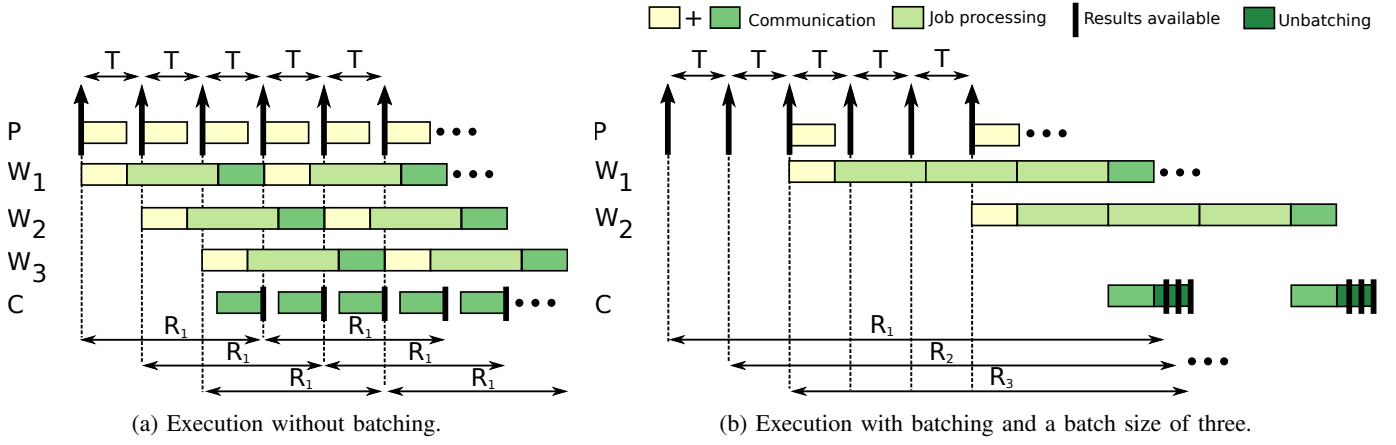 + Communication Job processing Results available Unbatching
T T T T T
T T T T T
P
W1
W2
W3
C
R1 R1
R1 R1
R1 R1
P
W1
W2
C
R1
R2
R3
(a) Execution without batching.
(b) Execution with batching and a batch size of three.